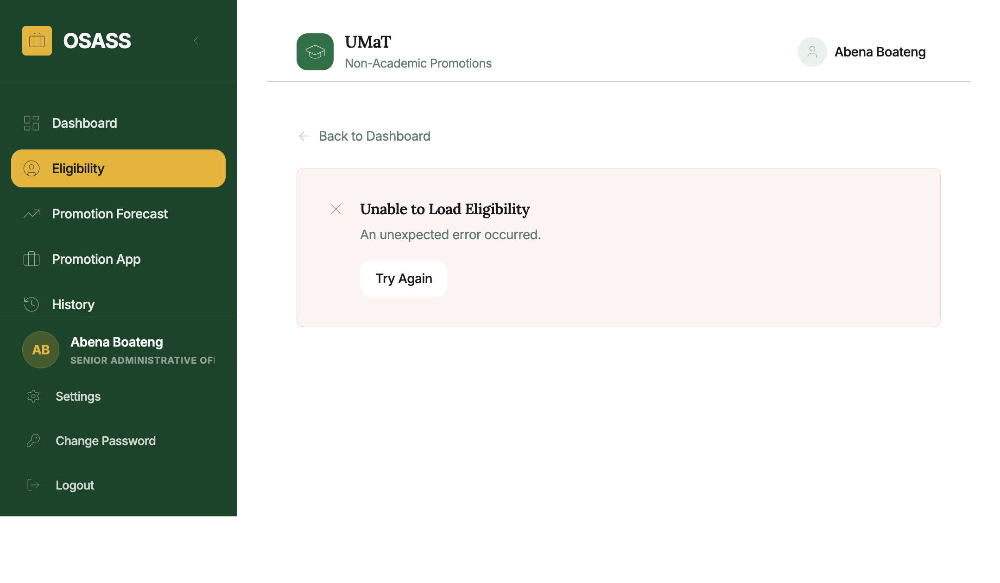 OSASS
Dashboard
Eligibility
Promotion Forecast
Promotion App
History
AB
Abena Boateng
SENIOR ADMINISTRATIVE OF
Settings
Change Password
Logout
UMaT
Non-Academic Promotions
Abena Boateng
Back to Dashboard
Unable to Load Eligibility
An unexpected error occurred.
Try Again